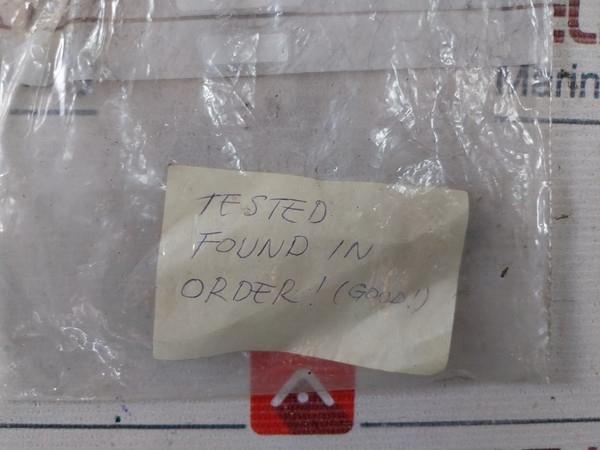 Marin
TESTED
FOUND IN
ORDER! (GOOD!)